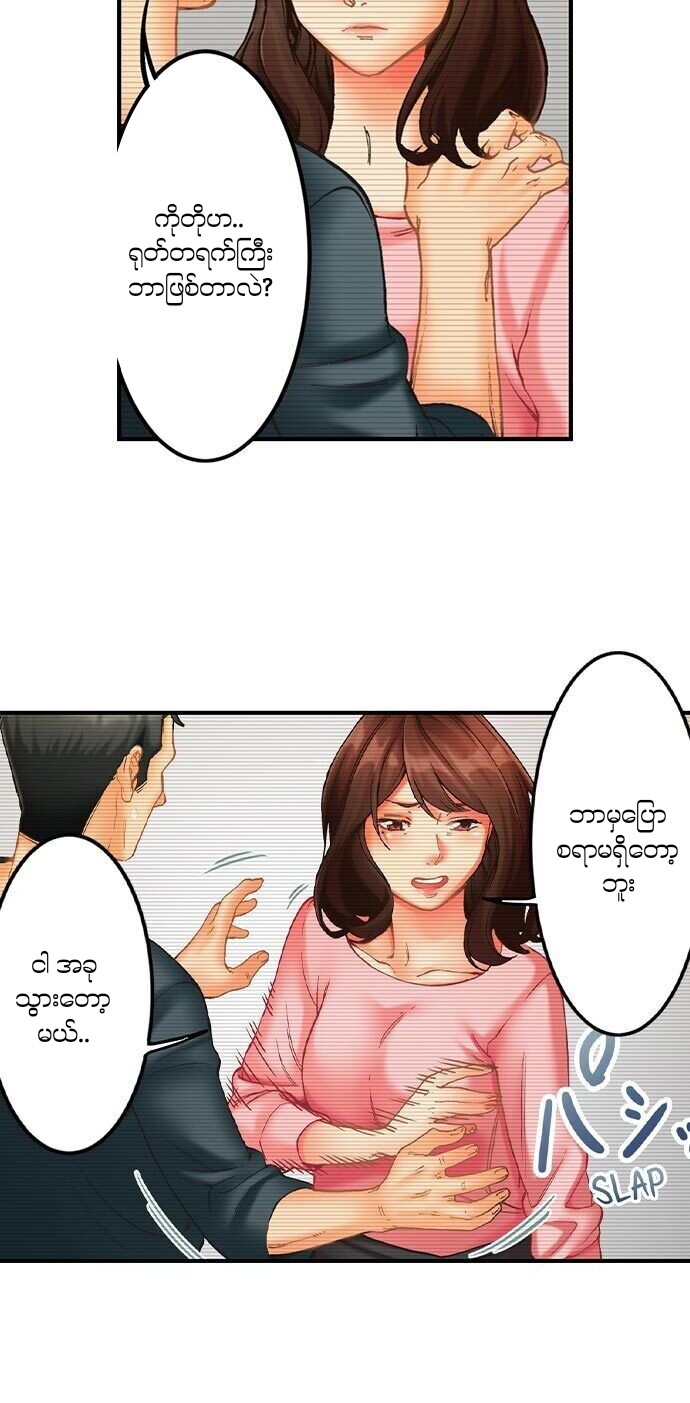 ကိုတိုဟ..
ရုတ်တရက်ကြီး
ဘာဖြစ်တာလဲ?
ဘာမှပြော
စရာမရှိတော့
ဘူး
ငါ အခု
သွားတော့
မယ်..
パシッ
SLAP